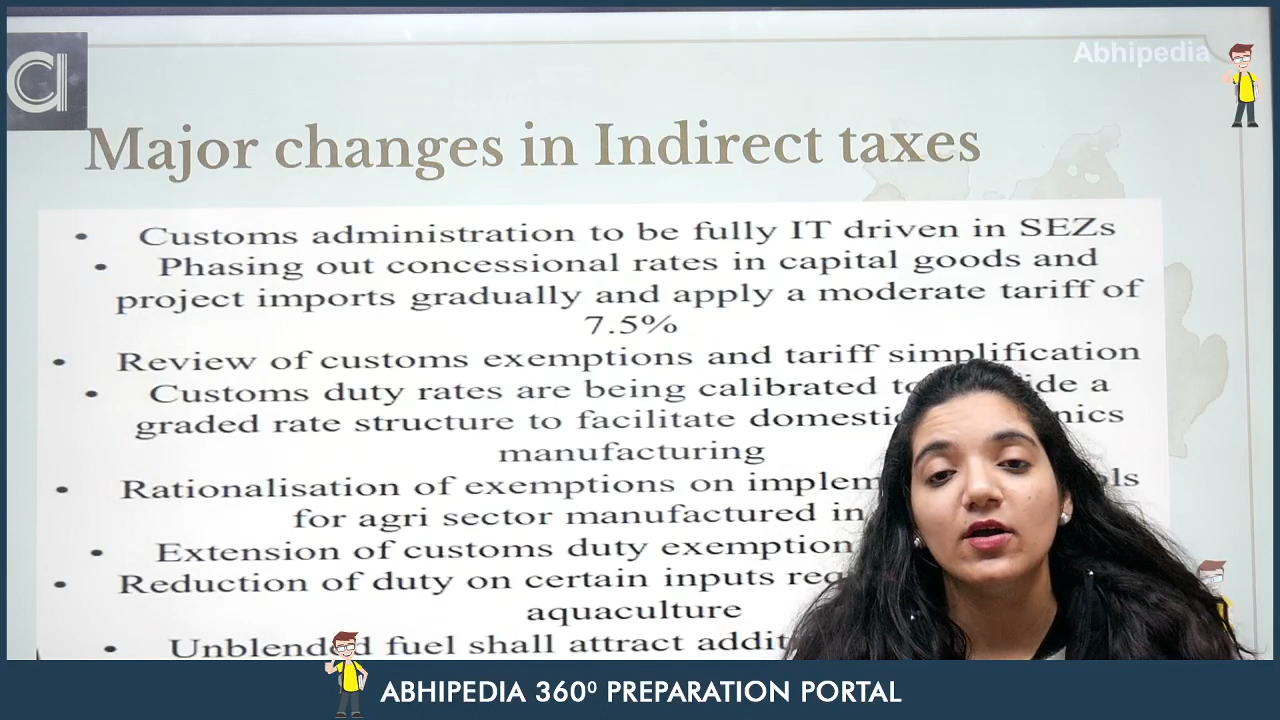 Abhipedia
a
Major changes in Indirect taxes
• Customs administration to be fully IT driven in SEZs
• Phasing out concessional rates in capital goods and
project imports gradually and apply a moderate tariff of
7.5%
• Review of customs exemptions and tariff simplification
• Customs duty rates are being calibrated a
graded rate structure to facilitate
manufacturing
• Rationalisation of exemptions on
for agri sector manufactured in
• Extension of customs duty
• Reduction of duty on certain inputs
aquaculture
• Unblended fuel shall attract
ABHIPEDIA 360⁰ PREPARATION PORTAL